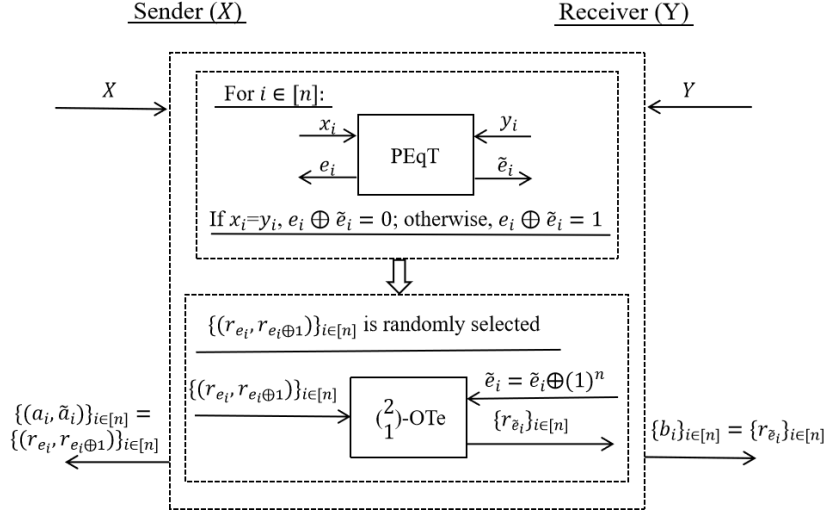 Sender (X)
Receiver (Y)
X
Y
For i ∈ [n]:
x_i
y_i
PEqT
e_i
ẽ_i
If x_i=y_i, e_i ⊕ ẽ_i = 0; otherwise, e_i ⊕ ẽ_i = 1
{(r_{e_i}, r_{e_i⊕1})}_{i∈[n]} is randomly selected
{(r_{e_i}, r_{e_i⊕1})}_{i∈[n]}
(2 1)-OTe
ẽ_i = ẽ_i⊕(1)^n
{r_{ẽ_i}}_{i∈[n]}
{(a_i, ã_i)}_{i∈[n]} =
{(r_{e_i}, r_{e_i⊕1})}_{i∈[n]}
{b_i}_{i∈[n]} = {r_{ẽ_i}}_{i∈[n]}